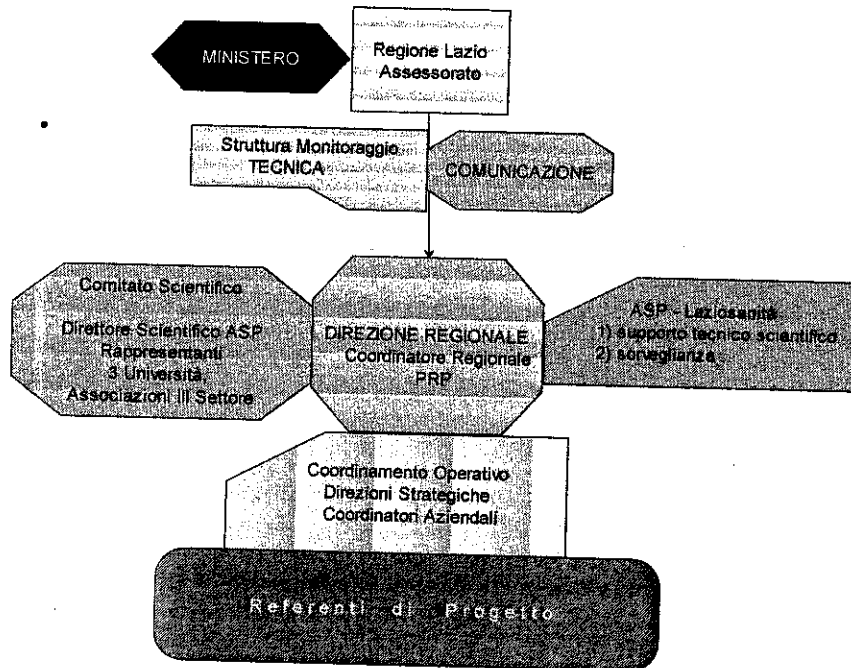 MINISTERO
Regione Lazio
Assessorato
Struttura Monitoraggio
TECNICA
COMUNICAZIONE
Comitato Scientifico
Direttore Scientifico ASP
Rappresentanti
3 Università,
Associazioni III Settore
DIREZIONE REGIONALE
Coordinatore Regionale
PRP
ASP - Laziosanità
1) supporto tecnico scientifico
2) sorveglianza
Coordinamento Operativo
Direzioni Strategiche
Coordinatori Aziendali
Referenti di Progetto